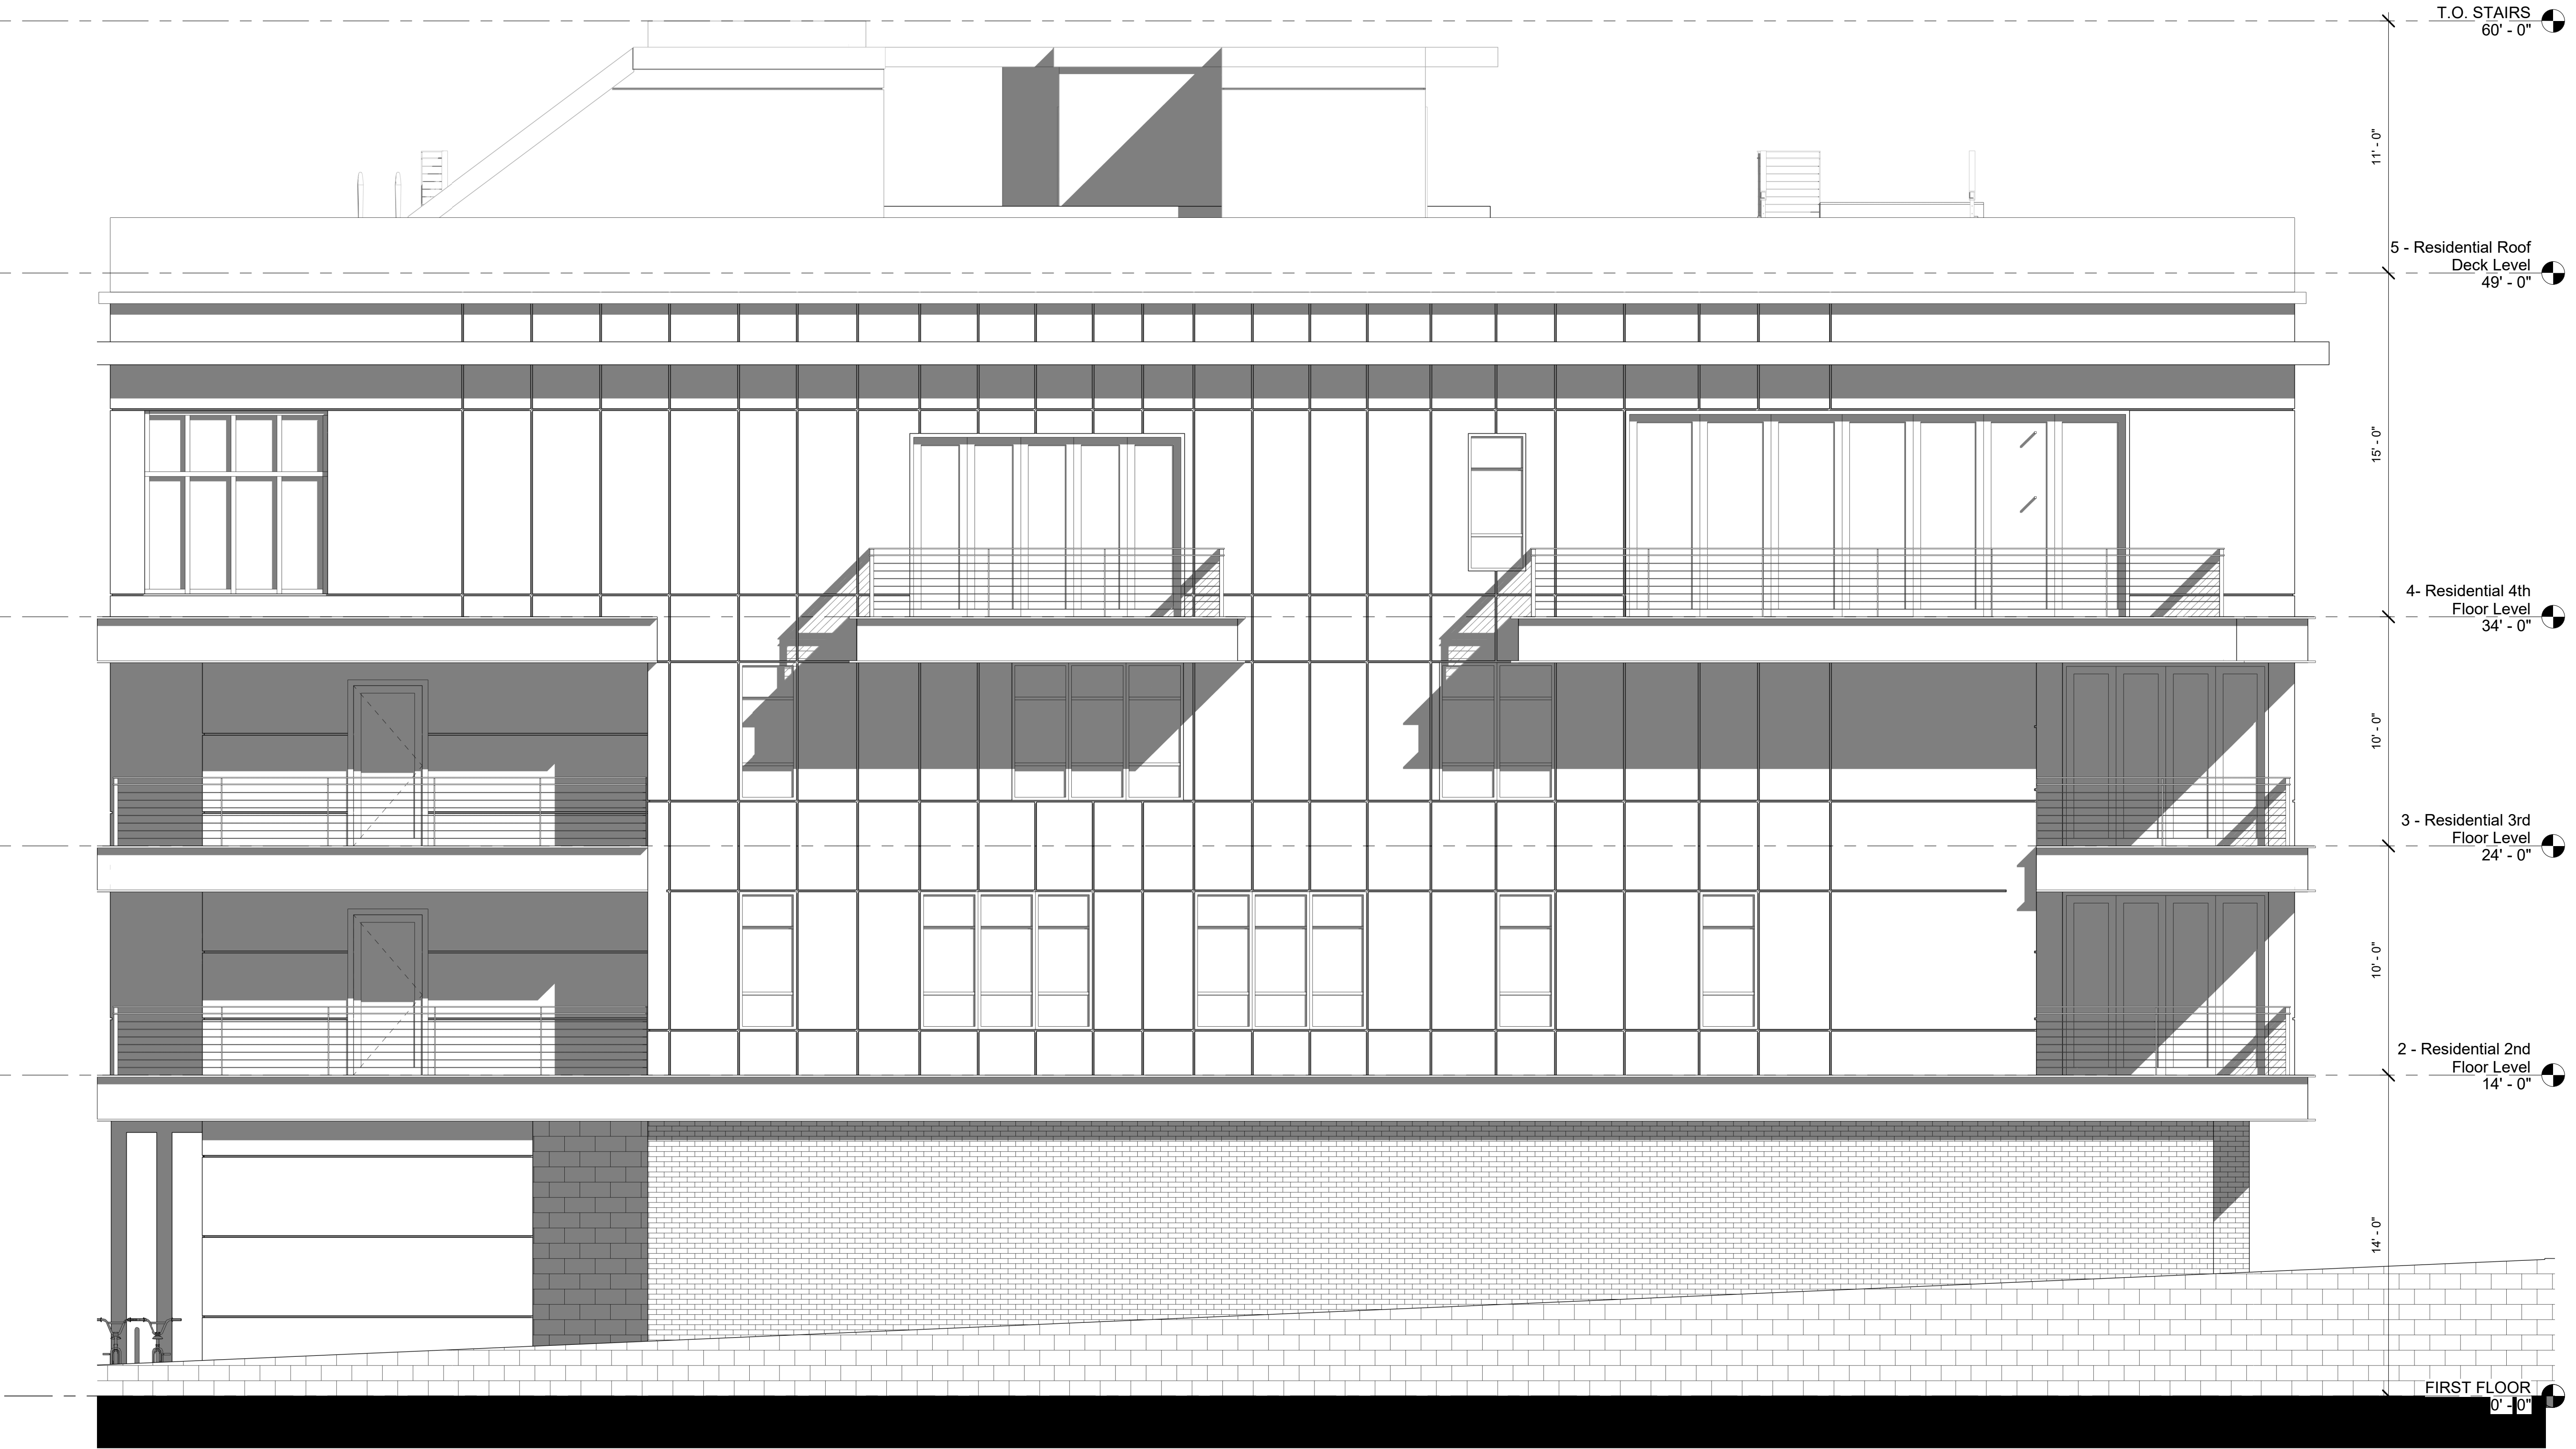 T.O. STAIRS
60' - 0"
11' - 0"
5 - Residential Roof
Deck Level
49' - 0"
15' - 0"
4- Residential 4th
Floor Level
34' - 0"
10' - 0"
3 - Residential 3rd
Floor Level
24' - 0"
10' - 0"
2 - Residential 2nd
Floor Level
14' - 0"
14' - 0"
FIRST FLOOR
0' - 0"